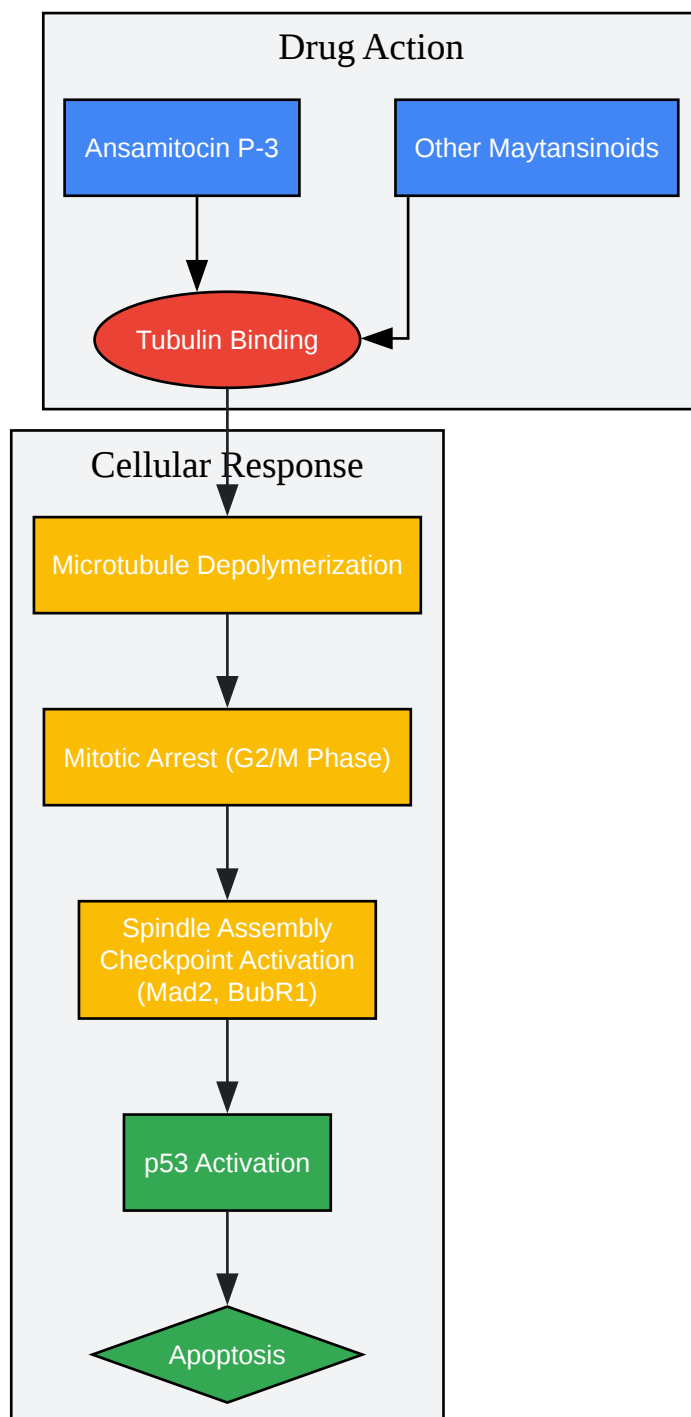 Drug Action
Ansamitocin P-3
Other Maytansinoids
Tubulin Binding
Cellular Response
Microtubule Depolymerization
Mitotic Arrest (G2/M Phase)
Spindle Assembly
Checkpoint Activation
(Mad2, BubR1)
p53 Activation
Apoptosis